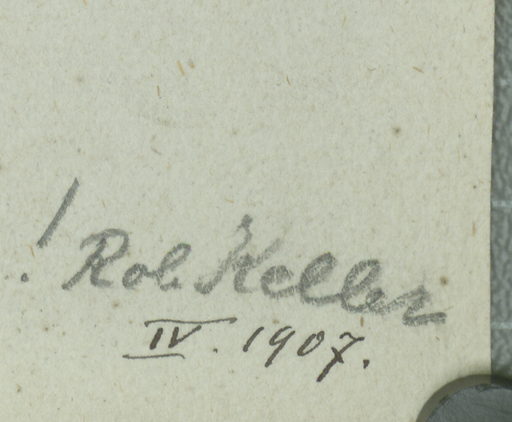 ! Rob. Keller
IV. 1907.